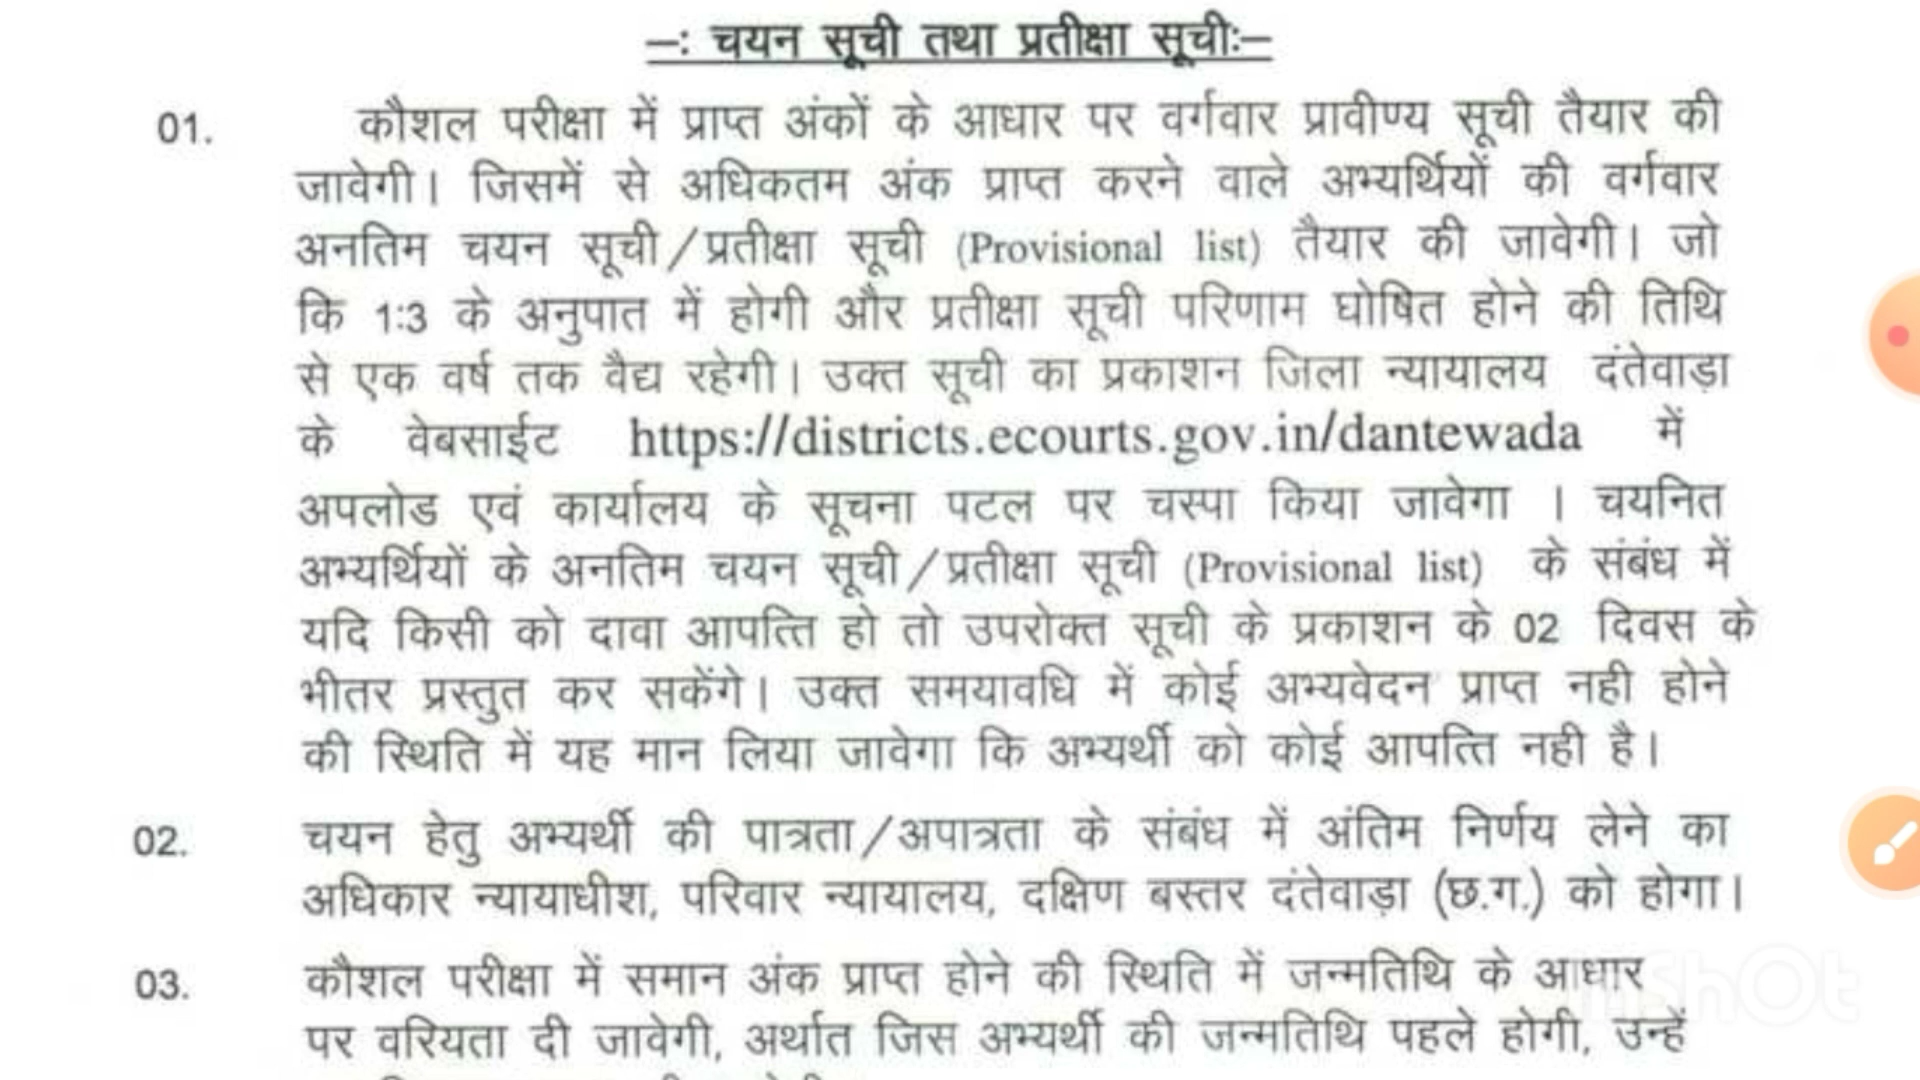 –: चयन सूची तथा प्रतीक्षा सूची:–
01. कौशल परीक्षा में प्राप्त अंकों के आधार पर वर्गवार प्रावीण्य सूची तैयार की
जावेगी। जिसमें से अधिकतम अंक प्राप्त करने वाले अभ्यर्थियों की वर्गवार
अनतिम चयन सूची/प्रतीक्षा सूची (Provisional list) तैयार की जावेगी। जो
कि 1:3 के अनुपात में होगी और प्रतीक्षा सूची परिणाम घोषित होने की तिथि
से एक वर्ष तक वैद्य रहेगी। उक्त सूची का प्रकाशन जिला न्यायालय दंतेवाड़ा
के वेबसाईट https://districts.ecourts.gov.in/dantewada में
अपलोड एवं कार्यालय के सूचना पटल पर चस्पा किया जावेगा । चयनित
अभ्यर्थियों के अनतिम चयन सूची/प्रतीक्षा सूची (Provisional list) के संबंध में
यदि किसी को दावा आपत्ति हो तो उपरोक्त सूची के प्रकाशन के 02 दिवस के
भीतर प्रस्तुत कर सकेंगे। उक्त समयावधि में कोई अभ्यवेदन प्राप्त नही होने
की स्थिति में यह मान लिया जावेगा कि अभ्यर्थी को कोई आपत्ति नही है।
02. चयन हेतु अभ्यर्थी की पात्रता/अपात्रता के संबंध में अंतिम निर्णय लेने का
अधिकार न्यायाधीश, परिवार न्यायालय, दक्षिण बस्तर दंतेवाड़ा (छ.ग.) को होगा।
03. कौशल परीक्षा में समान अंक प्राप्त होने की स्थिति में जन्मतिथि के आधार
पर वरियता दी जावेगी, अर्थात जिस अभ्यर्थी की जन्मतिथि पहले होगी, उन्हें